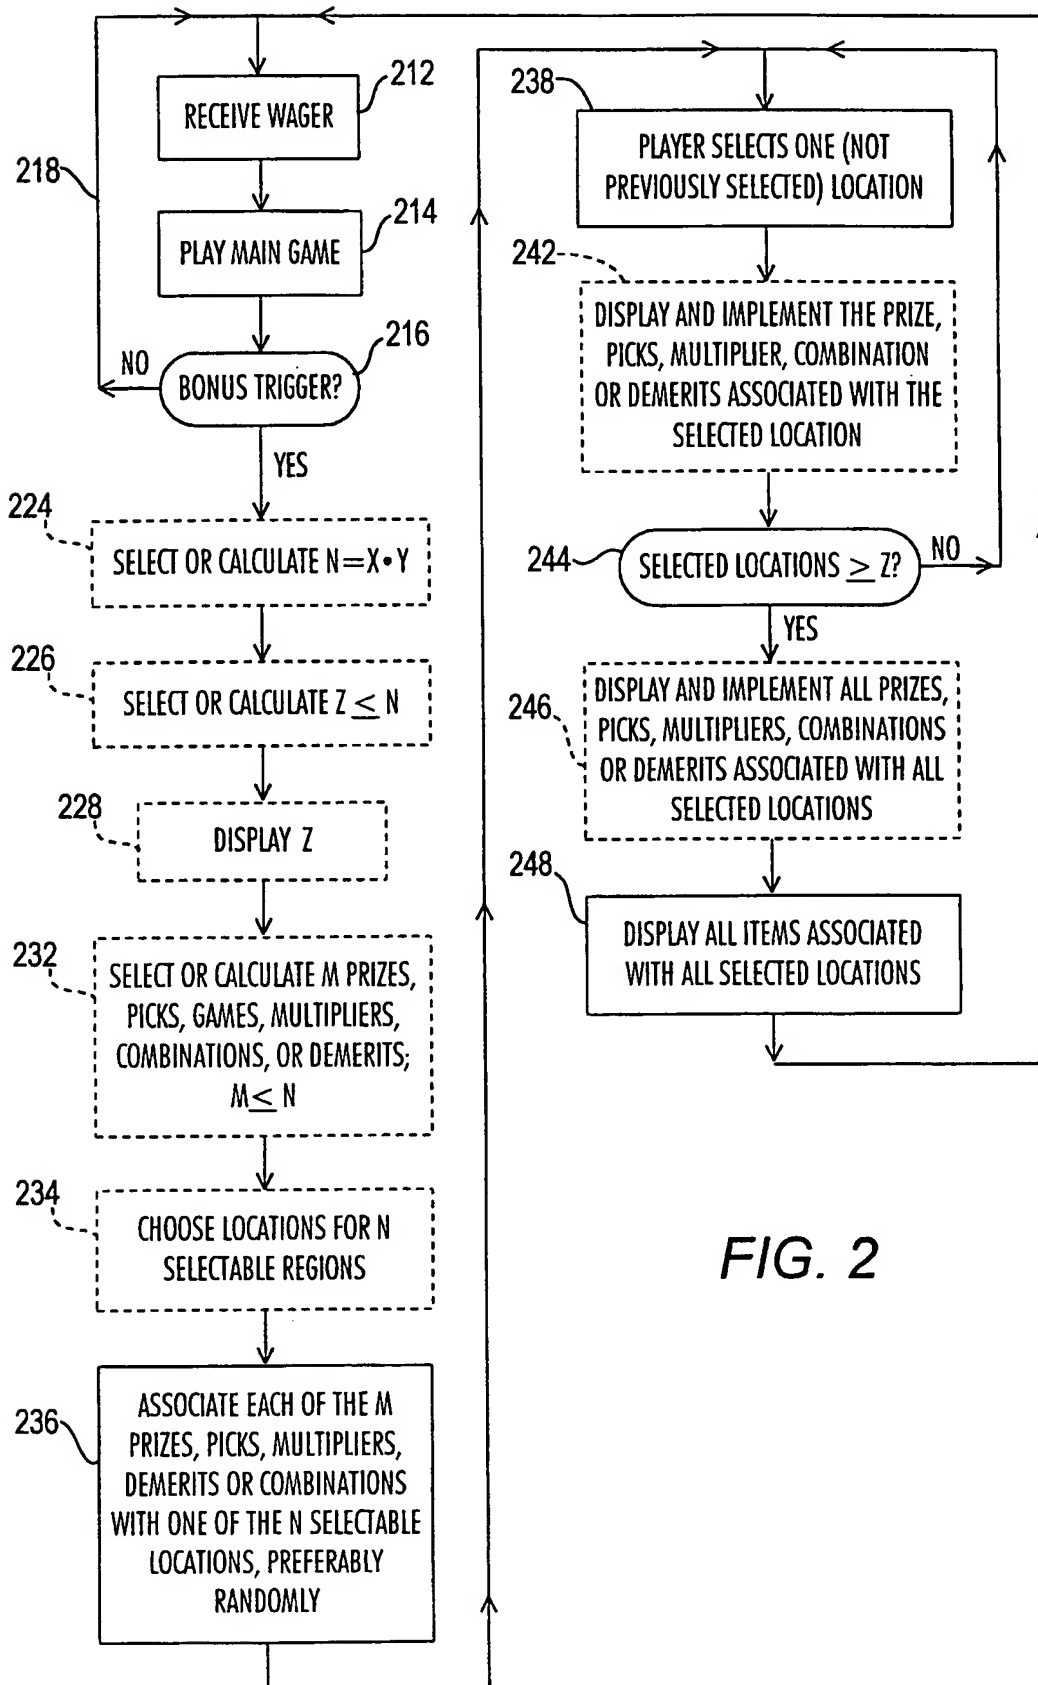 212
RECEIVE WAGER
218
214
PLAY MAIN GAME
216
NO
BONUS TRIGGER?
YES
224
SELECT OR CALCULATE N=X•Y
226
SELECT OR CALCULATE Z ≤ N
228
DISPLAY Z
232
SELECT OR CALCULATE M PRIZES,
PICKS, GAMES, MULTIPLIERS,
COMBINATIONS, OR DEMERITS;
M ≤ N
234
CHOOSE LOCATIONS FOR N
SELECTABLE REGIONS
236
ASSOCIATE EACH OF THE M
PRIZES, PICKS, MULTIPLIERS,
DEMERITS OR COMBINATIONS
WITH ONE OF THE N SELECTABLE
LOCATIONS, PREFERABLY
RANDOMLY
238
PLAYER SELECTS ONE (NOT
PREVIOUSLY SELECTED) LOCATION
242
DISPLAY AND IMPLEMENT THE PRIZE,
PICKS, MULTIPLIER, COMBINATION
OR DEMERITS ASSOCIATED WITH THE
SELECTED LOCATION
244
SELECTED LOCATIONS ≥ Z?
NO
YES
246
DISPLAY AND IMPLEMENT ALL PRIZES,
PICKS, MULTIPLIERS, COMBINATIONS
OR DEMERITS ASSOCIATED WITH ALL
SELECTED LOCATIONS
248
DISPLAY ALL ITEMS ASSOCIATED
WITH ALL SELECTED LOCATIONS
FIG. 2